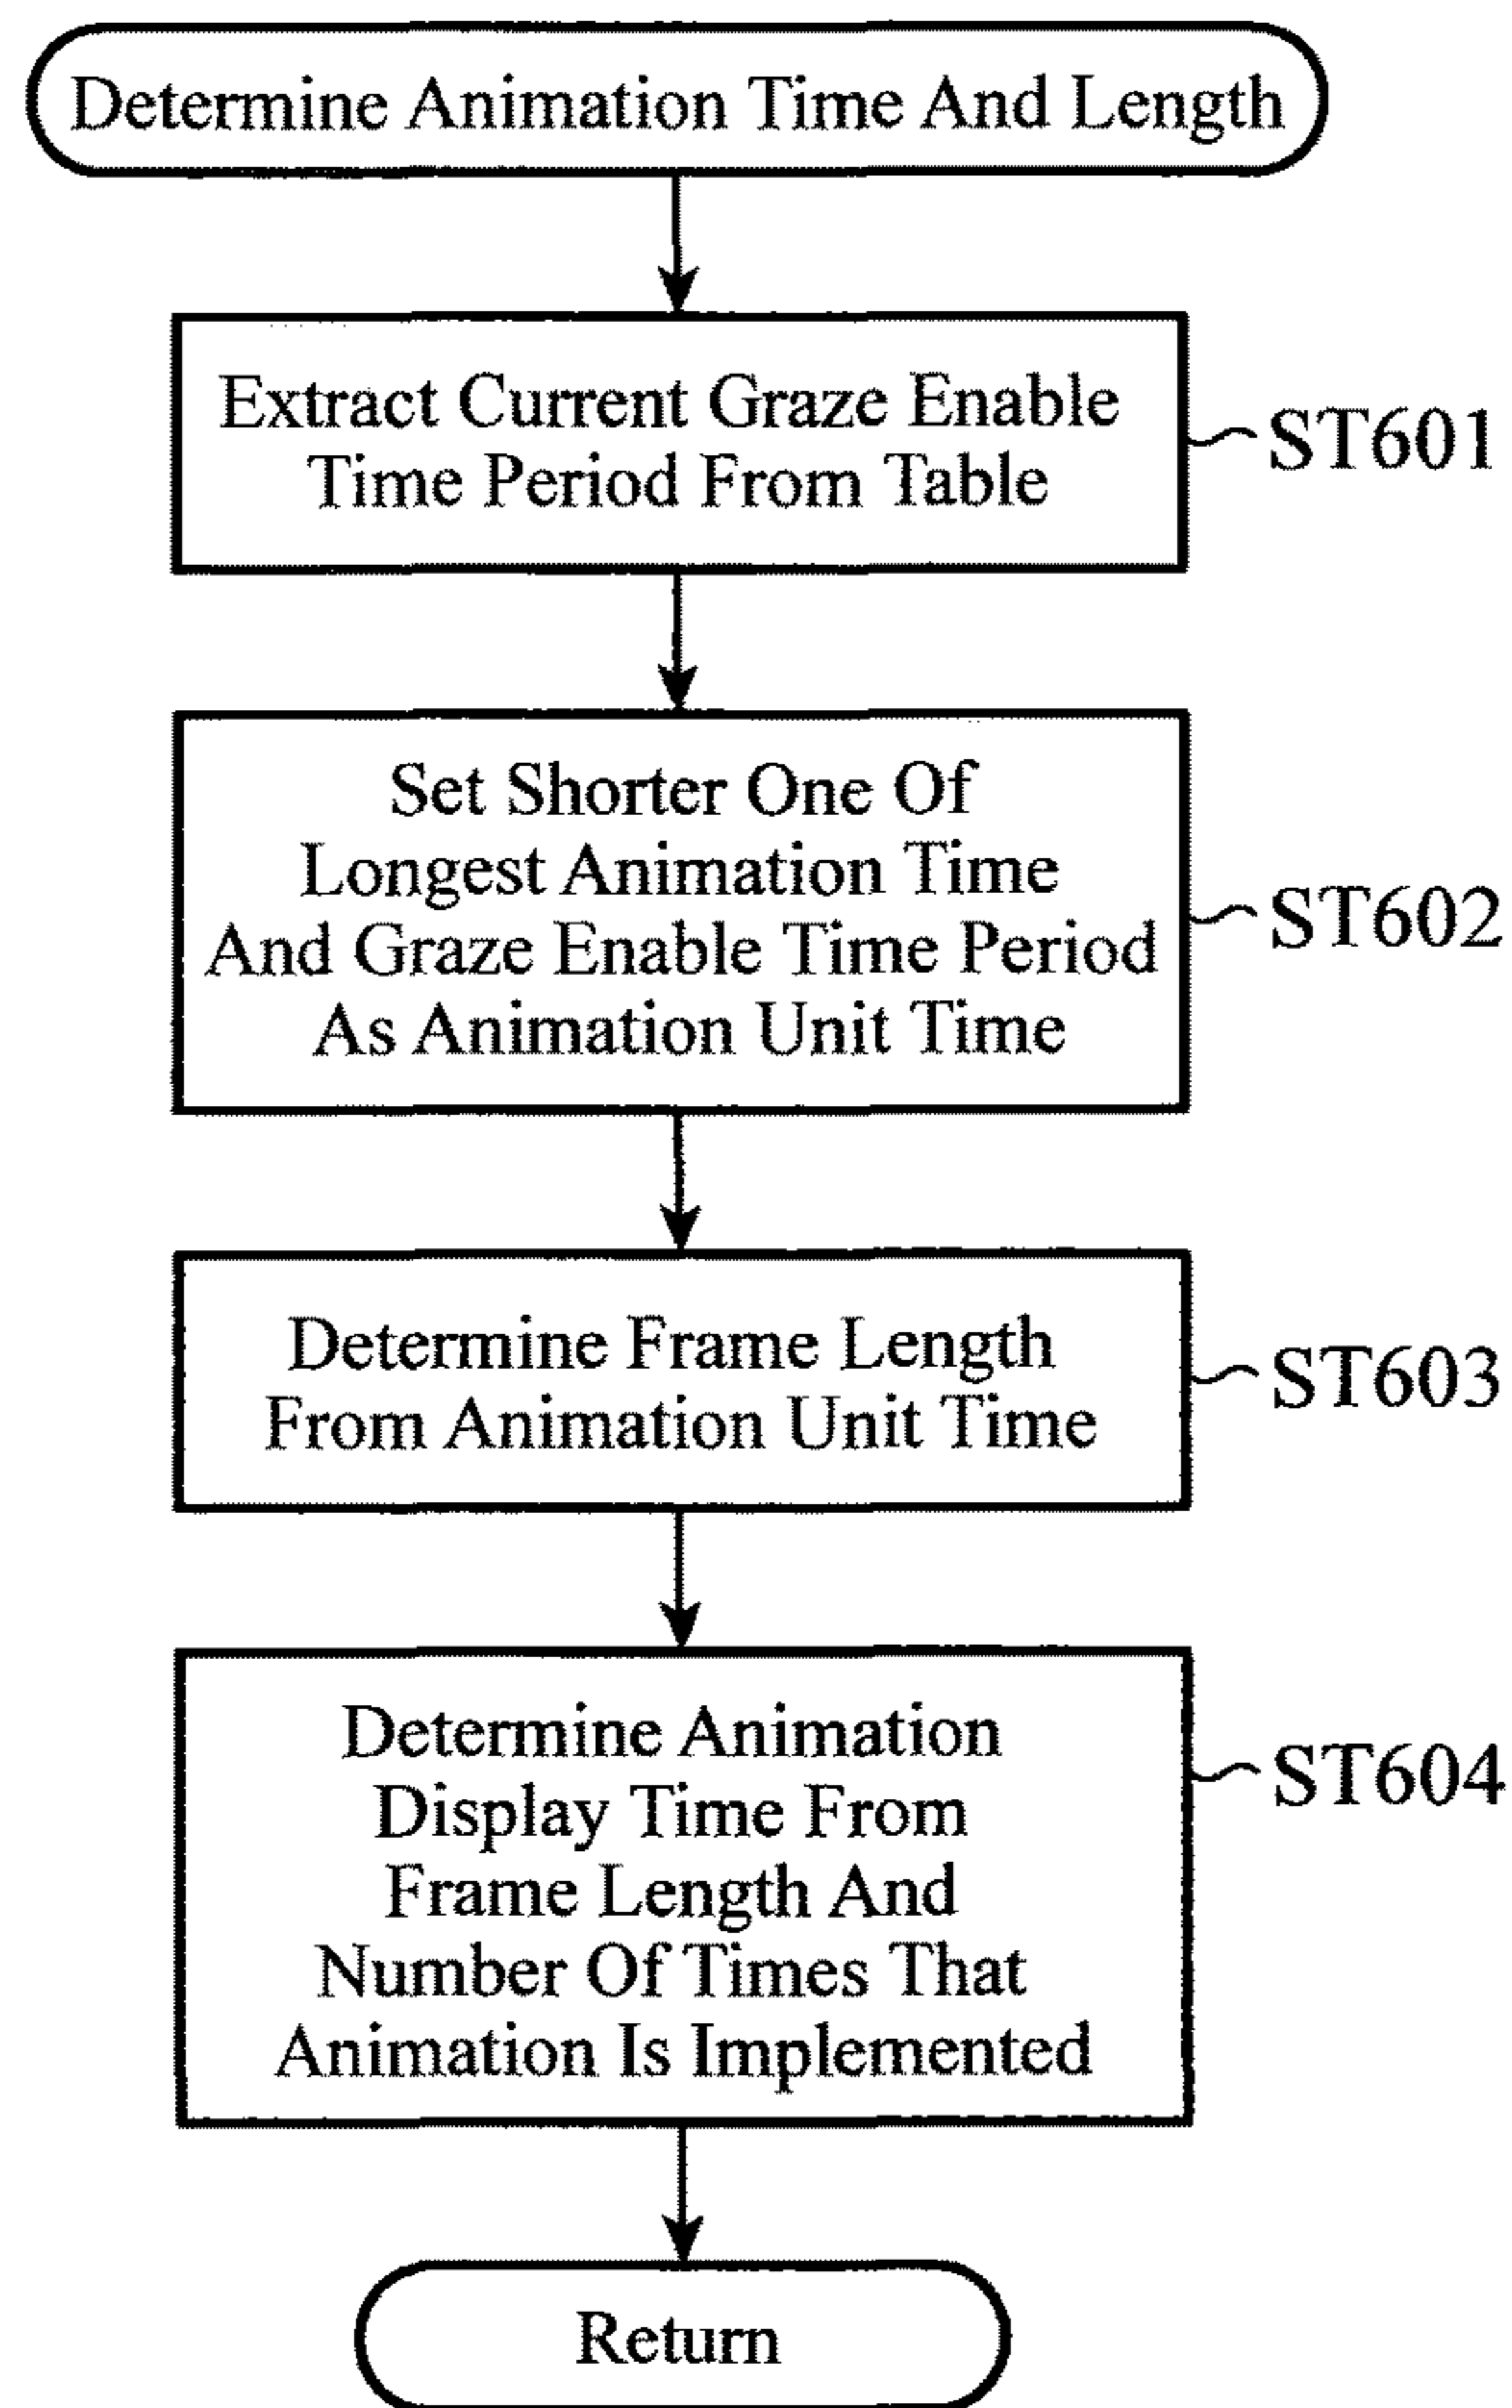 Determine Animation Time And Length
Extract Current Graze Enable
Time Period From Table
ST601
Set Shorter One Of
Longest Animation Time
And Graze Enable Time Period
As Animation Unit Time
ST602
Determine Frame Length
From Animation Unit Time
ST603
Determine Animation
Display Time From
Frame Length And
Number Of Times That
Animation Is Implemented
ST604
Return